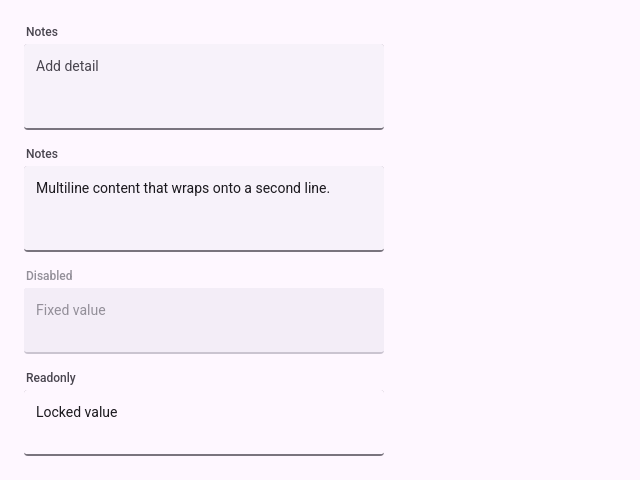 Notes
Add detail
Notes
Multiline content that wraps onto a second line.
Disabled
Fixed value
Readonly
Locked value